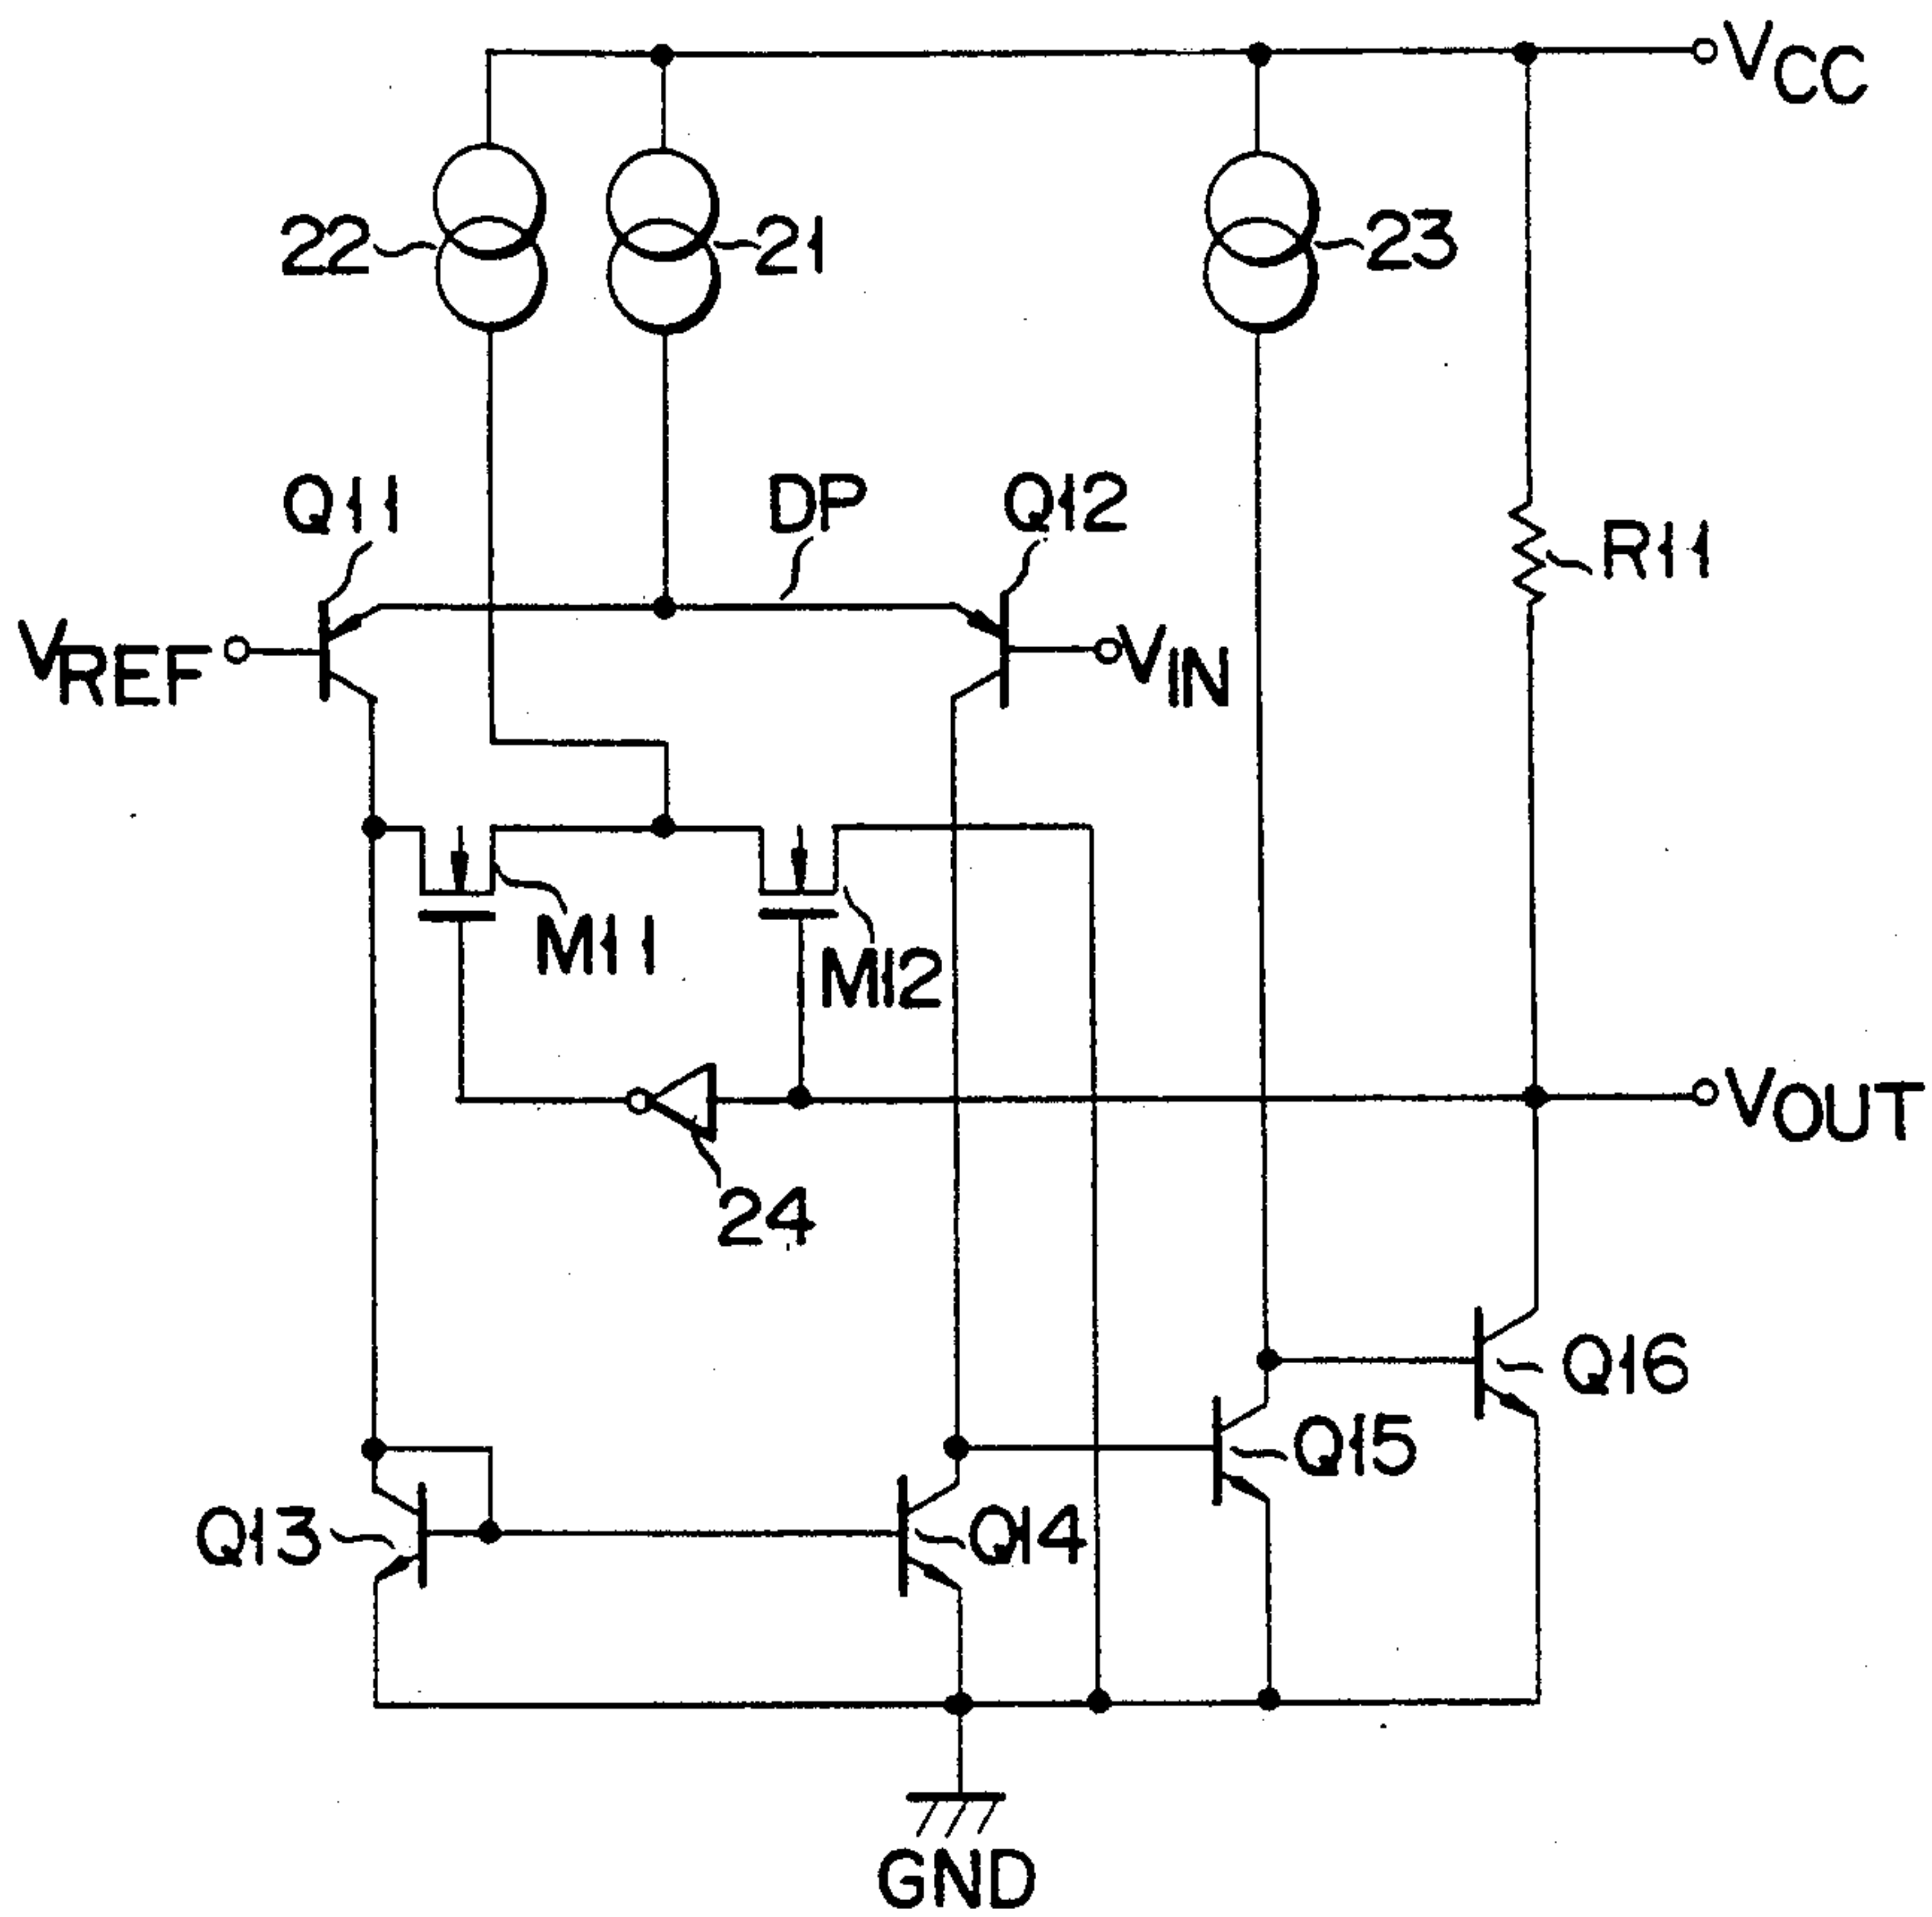 VCC
22
21
23
Q11
DP
Q12
R11
VREF
VIN
M11
M12
VOUT
24
Q16
Q15
Q13
Q14
GND